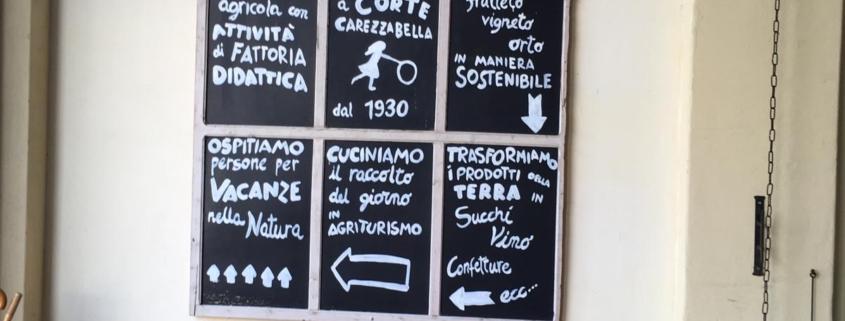 agricola con
ATTIVITÀ
di FATTORIA
DIDATTICA
a CORTE
CAREZZABELLA
dal 1930
frutteto
vigneto
orto
IN MANIERA
SOSTENIBILE
OSPITIAMO
persone per
VACANZE
nella Natura
CUCINIAMO
il raccolto
del giorno
IN
AGRITURISMO
TRASFORMIAMO
i PRODOTTI DELLA
TERRA IN
Succhi
Vino
Confetture
ecc...